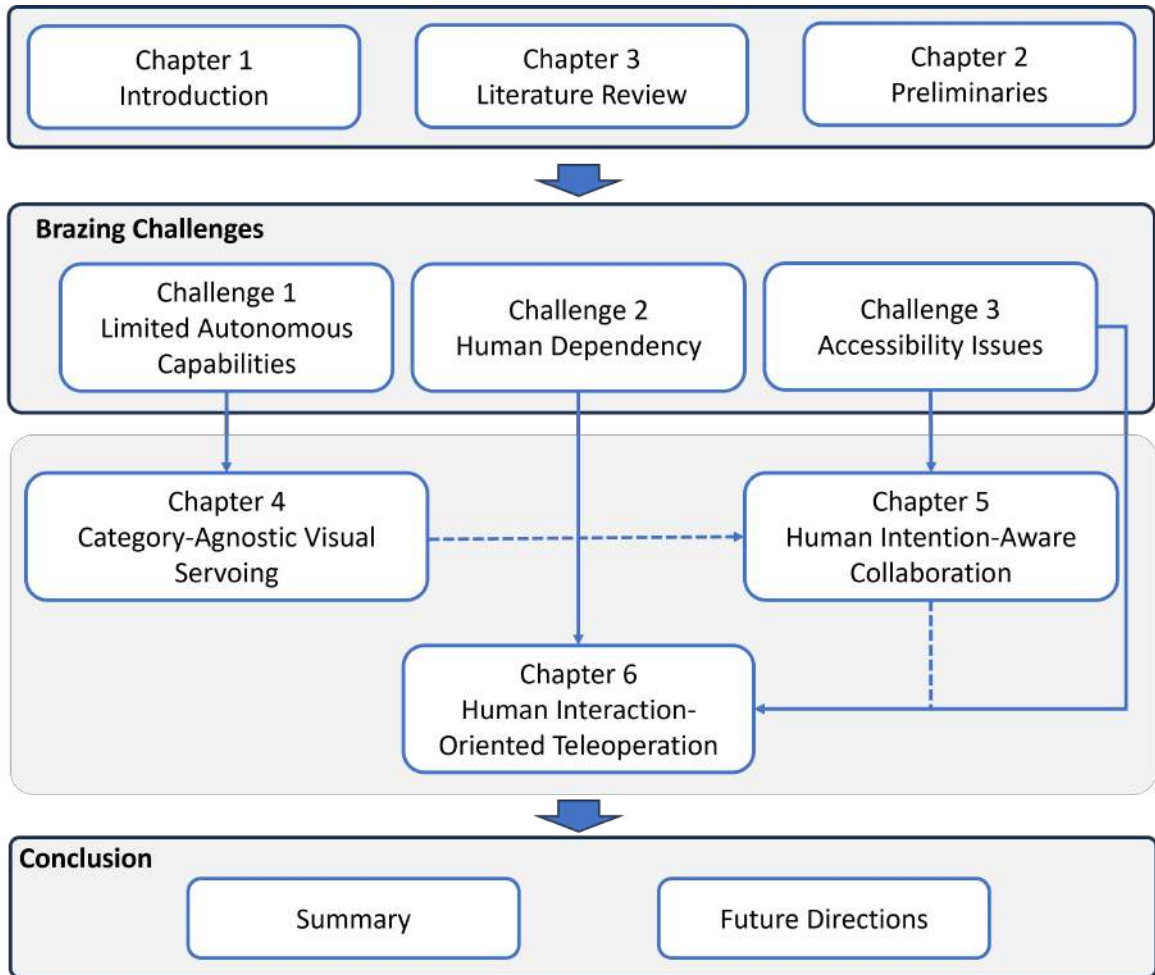 Chapter 1
Introduction
Chapter 3
Literature Review
Chapter 2
Preliminaries
Brazing Challenges
Challenge 1
Limited Autonomous
Capabilities
Challenge 2
Human Dependency
Challenge 3
Accessibility Issues
Chapter 4
Category-Agnostic Visual
Servoing
Chapter 5
Human Intention-Aware
Collaboration
Chapter 6
Human Interaction-
Oriented Teleoperation
Conclusion
Summary
Future Directions